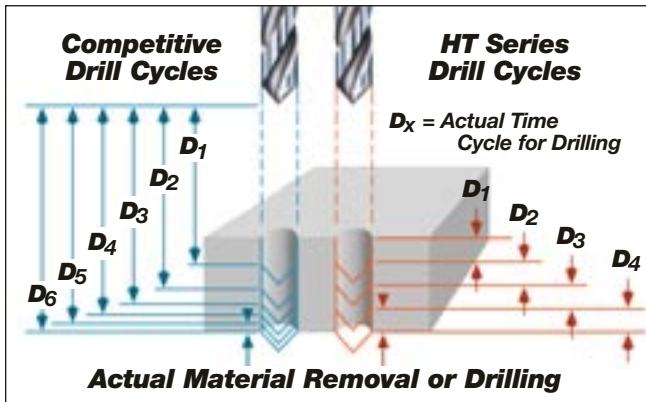 Competitive
Drill Cycles
HT Series
Drill Cycles
Dx = Actual Time
Cycle for Drilling
D1
D2
D3
D4
D5
D6
D1
D2
D3
D4
Actual Material Removal or Drilling